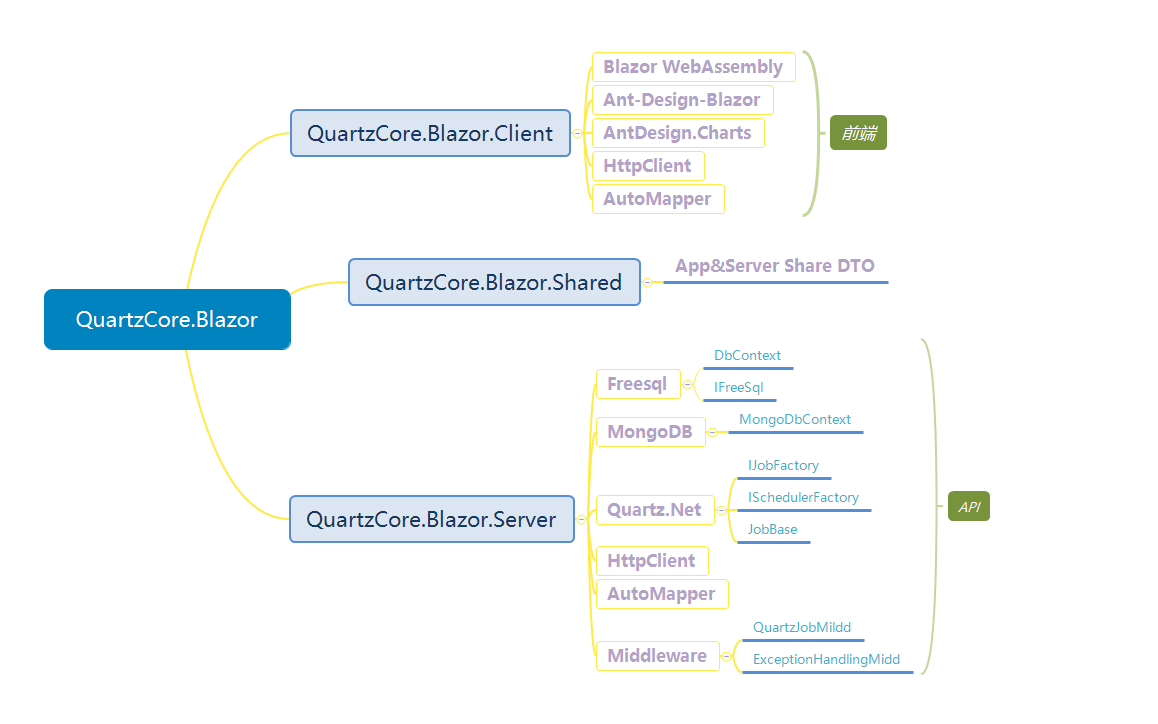 Blazor WebAssembly
Ant-Design-Blazor
QuartzCore.Blazor.Client
AntDesign.Charts
前端
HttpClient
AutoMapper
QuartzCore.Blazor.Shared
App&Server Share DTO
QuartzCore.Blazor
DbContext
Freesql
IFreeSql
MongoDB
MongoDbContext
IJobFactory
Quartz.Net
ISchedulerFactory
JobBase
QuartzCore.Blazor.Server
API
HttpClient
AutoMapper
QuartzJobMildd
Middleware
ExceptionHandlingMidd